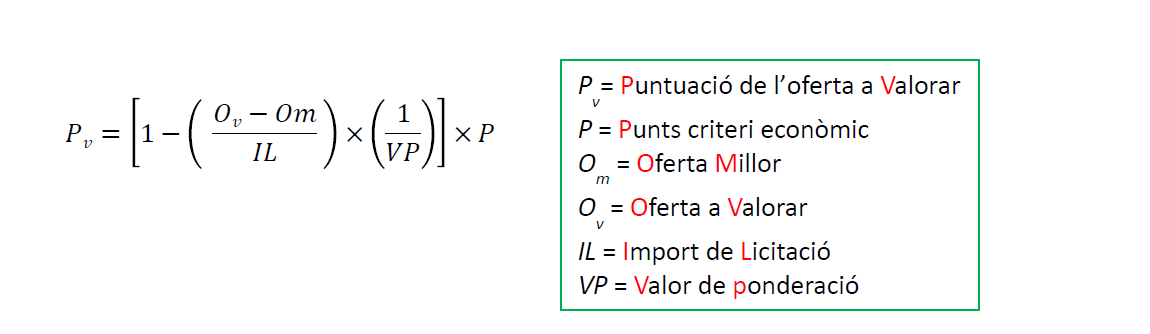 P_v = [1 − ((O_v − Om) / IL) × (1 / VP)] × P
P_v = Puntuació de l’oferta a Valorar
P = Punts criteri econòmic
O_m = Oferta Millor
O_v = Oferta a Valorar
IL = Import de Licitació
VP = Valor de ponderació